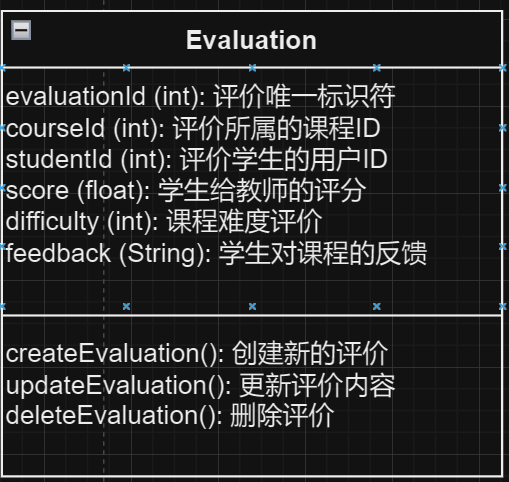 Evaluation
evaluationId (int): 评价唯一标识符
courseId (int): 评价所属的课程ID
studentId (int): 评价学生的用户ID
score (float): 学生给教师的评分
difficulty (int): 课程难度评价
feedback (String): 学生对课程的反馈
createEvaluation(): 创建新的评价
updateEvaluation(): 更新评价内容
deleteEvaluation(): 删除评价